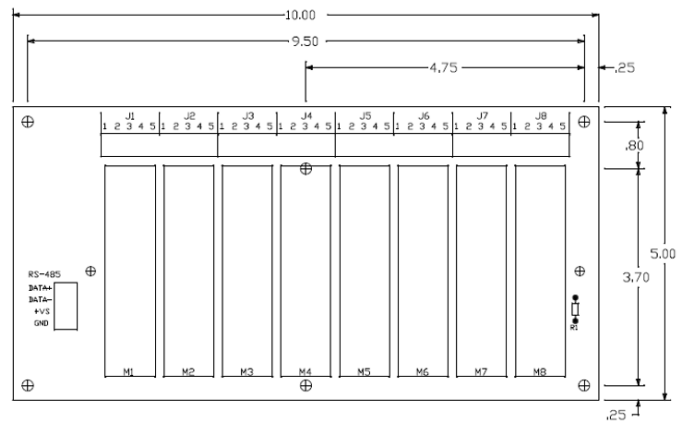 10.00
9.50
4.75
.25
J1 J2 J3 J4 J5 J6 J7 J8
1 2 3 4 5 1 2 3 4 5 1 2 3 4 5 1 2 3 4 5 1 2 3 4 5 1 2 3 4 5 1 2 3 4 5 1 2 3 4 5
.80
5.00
RS-485
DATA+
DATA-
+VS
GND
3.70
R1
M1 M2 M3 M4 M5 M6 M7 M8
.25